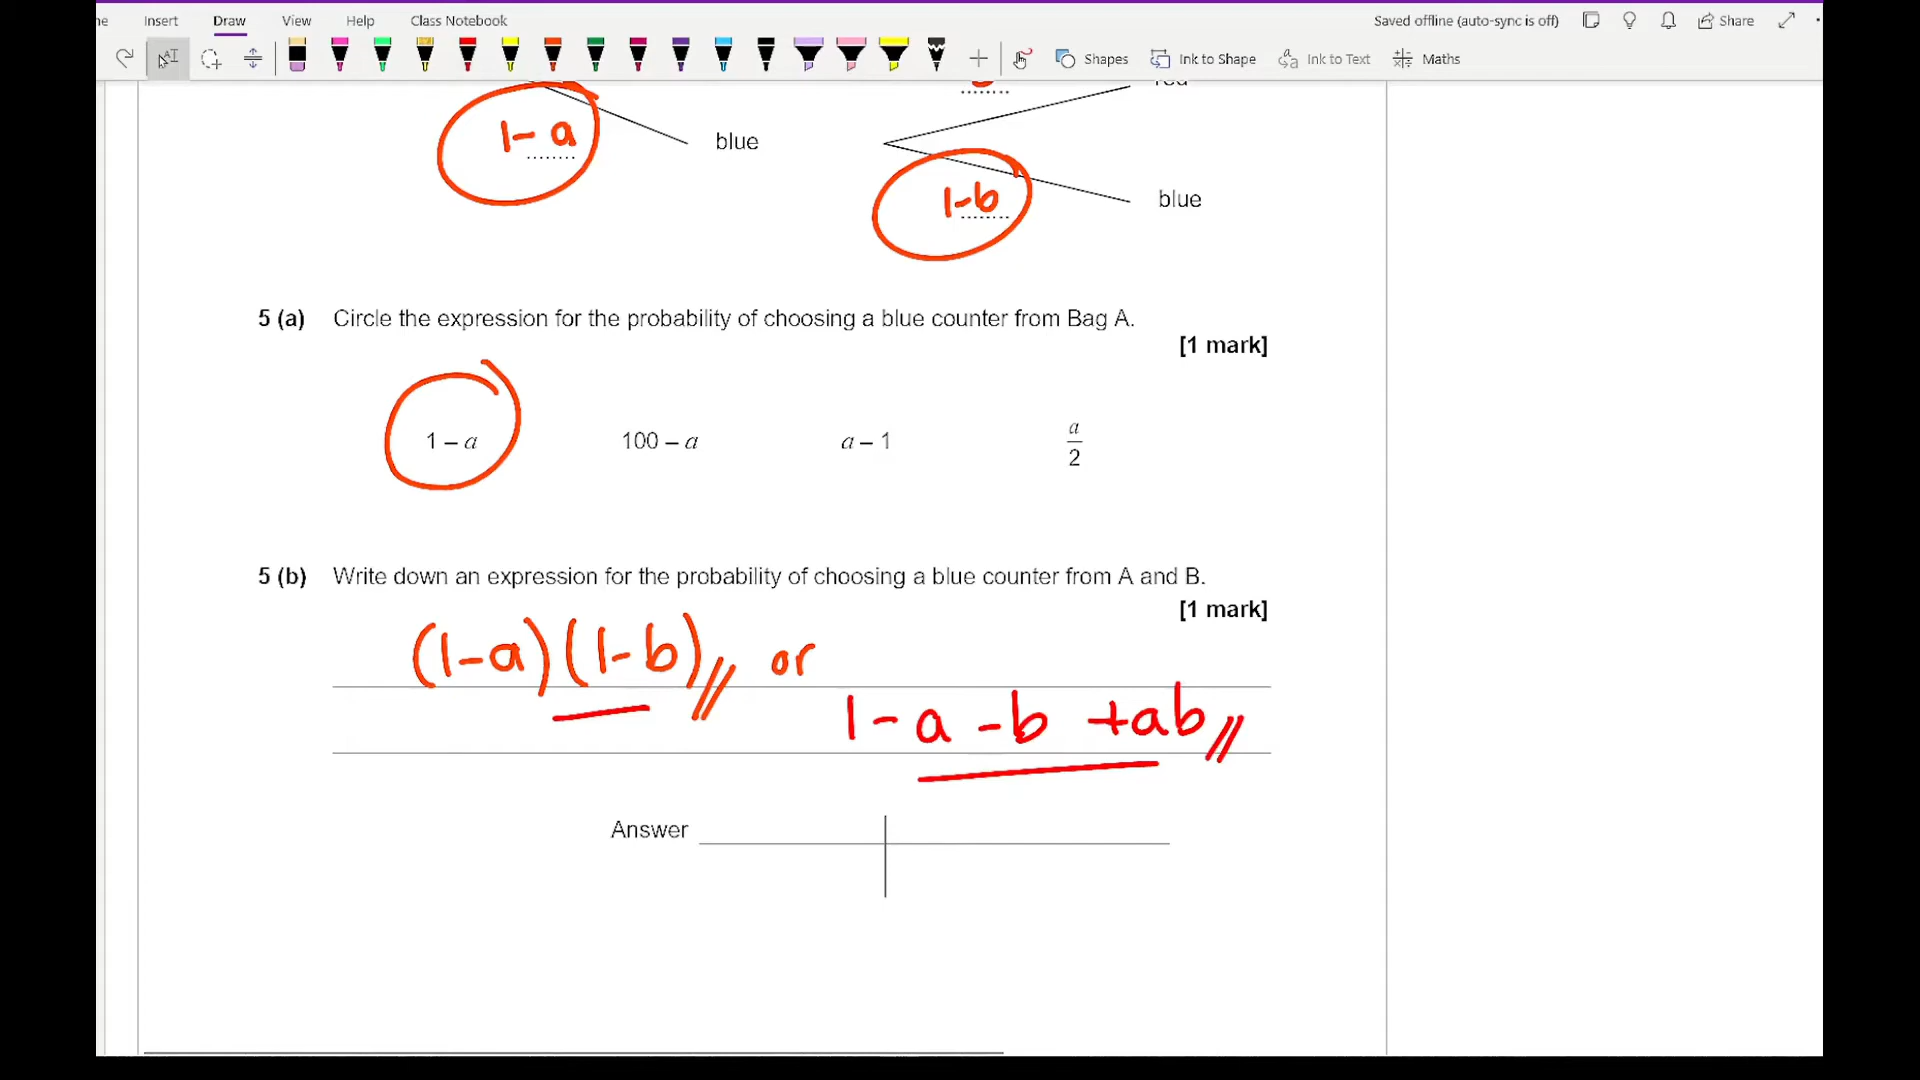 ne Insert Draw View Help Class Notebook Saved offline (auto-sync is off) Share
Shapes Ink to Shape Ink to Text Maths
1-a blue
1-b blue
5 (a) Circle the expression for the probability of choosing a blue counter from Bag A.
[1 mark]
1 – a 100 – a a – 1 a/2
5 (b) Write down an expression for the probability of choosing a blue counter from A and B.
[1 mark]
(1-a)(1-b) or
1-a-b+ab
Answer